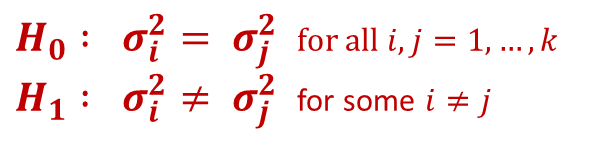 H₀ : σᵢ² = σⱼ² for all i, j = 1, …, k
H₁ : σᵢ² ≠ σⱼ² for some i ≠ j